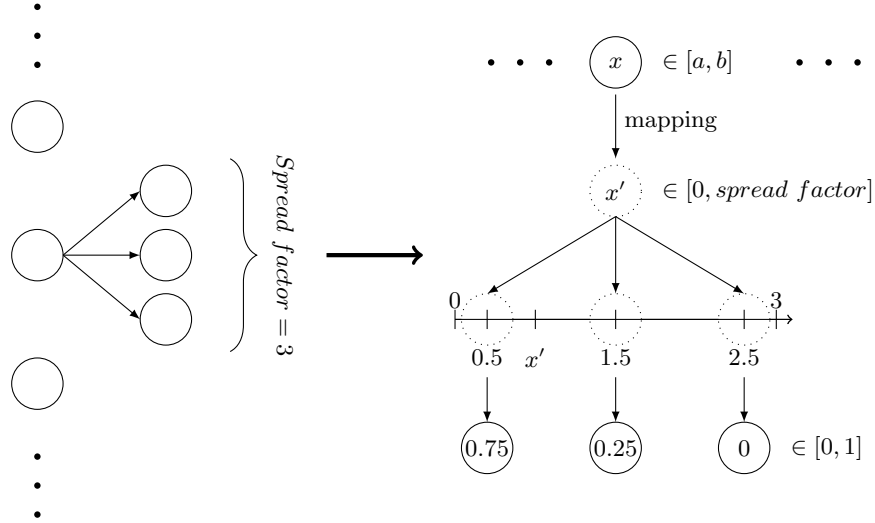 Spread factor = 3
x ∈ [a, b]
mapping
x′ ∈ [0, spread factor]
0 3
0.5 x′ 1.5 2.5
0.75 0.25 0 ∈ [0, 1]